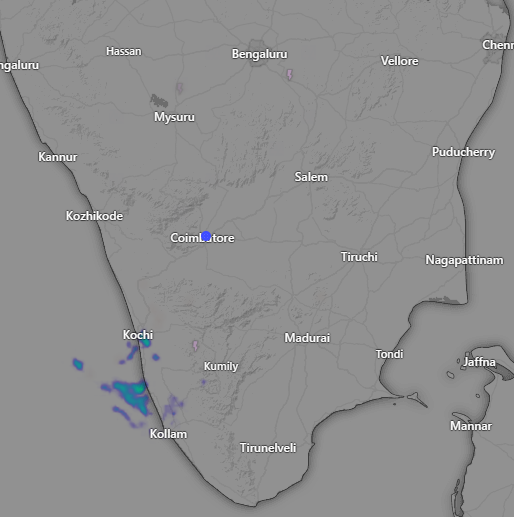 Hassan
Bengaluru
Chenn
ngaluru
Vellore
Mysuru
Kannur
Puducherry
Salem
Kozhikode
Coimbatore
Tiruchi
Nagapattinam
Kochi
Madurai
Tondi
Jaffna
Kumily
Mannar
Kollam
Tirunelveli